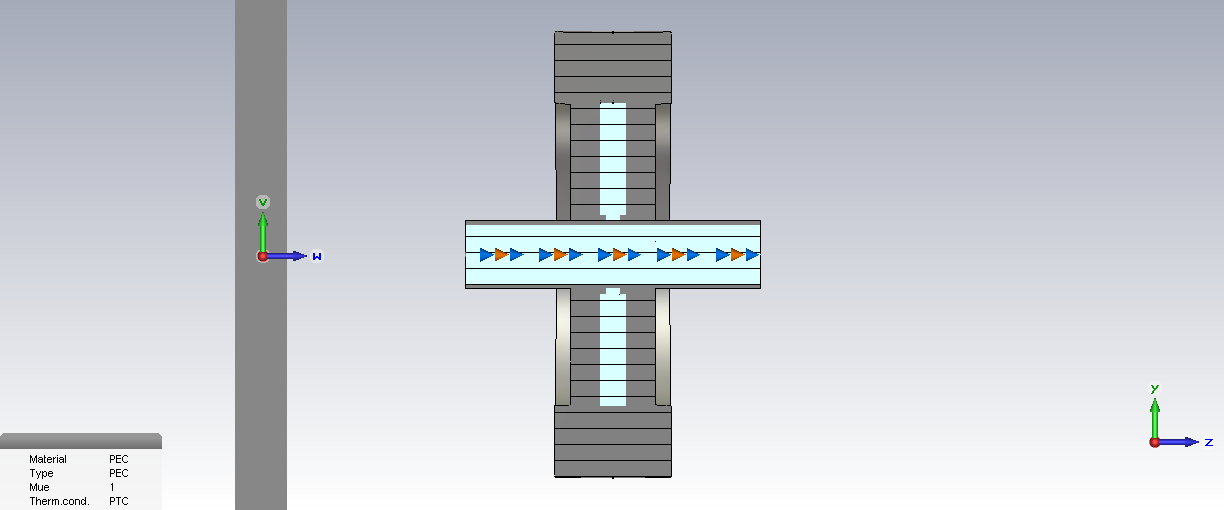 v
w
y
z
Material PEC
Type PEC
Mue 1
Therm.cond. PTC